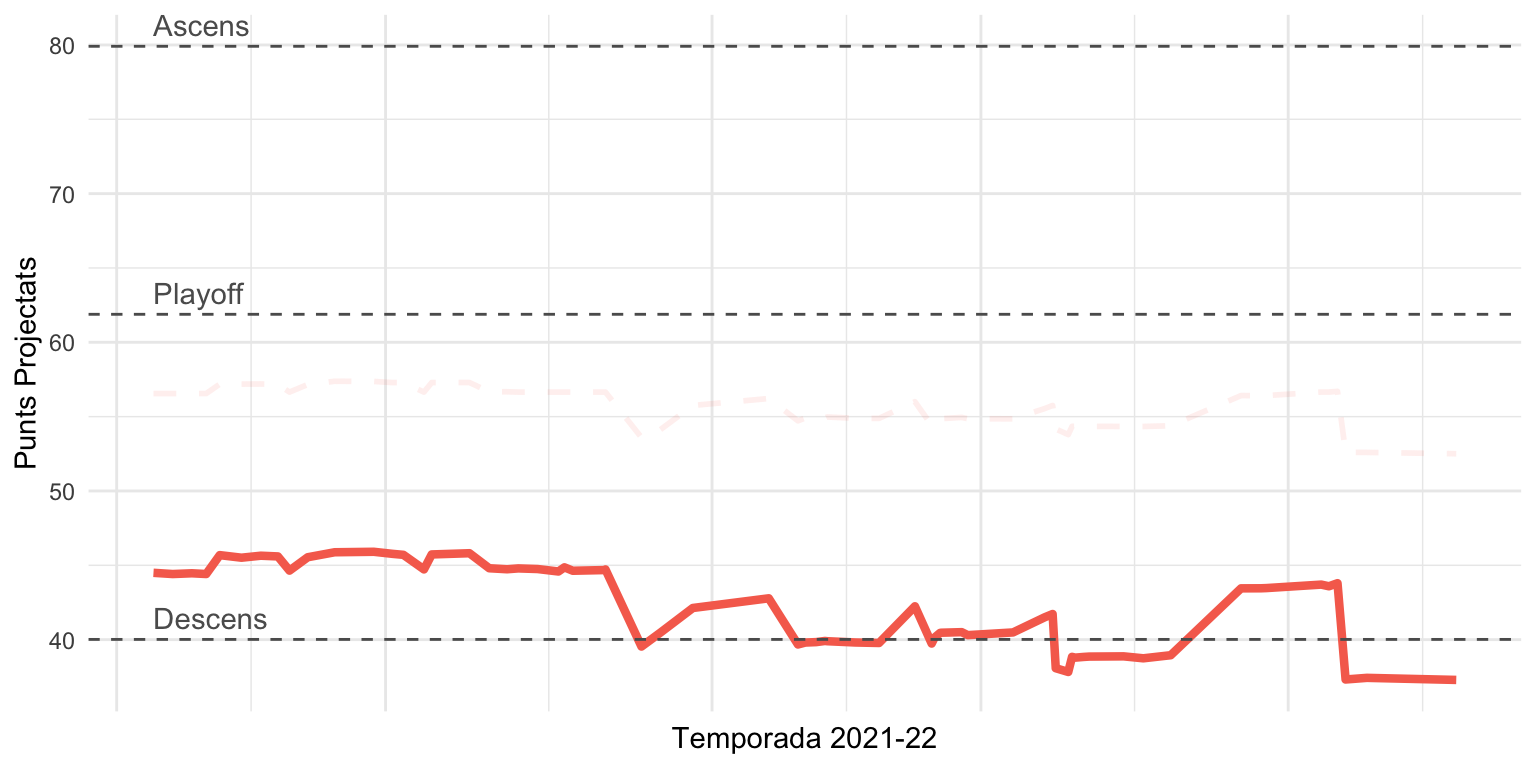 Ascens
80
70
Playoff
60
50
Descens
40
Punts Projectats
Temporada 2021-22